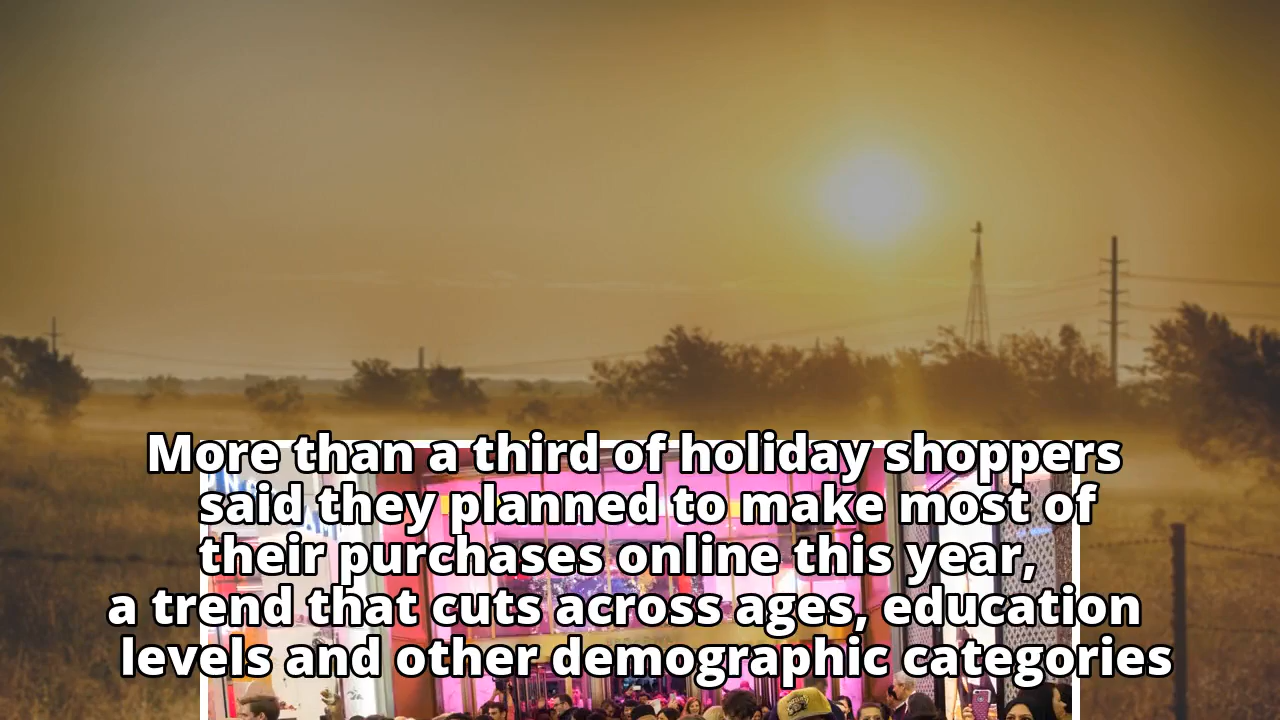 More than a third of holiday shoppers
said they planned to make most of
their purchases online this year,
a trend that cuts across ages, education
levels and other demographic categories